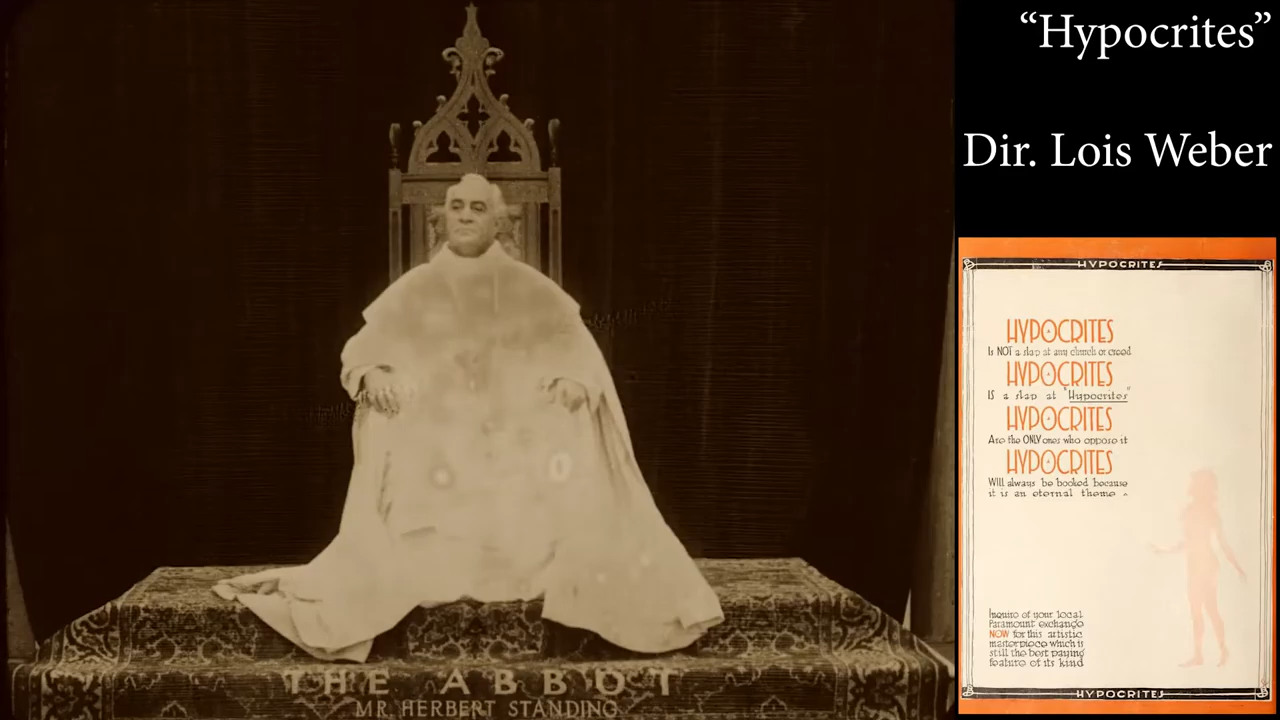 “Hypocrites”
Dir. Lois Weber
THE ABBOT
MR. HERBERT STANDING
HYPOCRITES
HYPOCRITES
Is NOT a slap at any church or creed
HYPOCRITES
IS a slap at "Hypocrites"
HYPOCRITES
Are the ONLY ones who oppose it
HYPOCRITES
WILL always be booked because
it is an eternal theme
Inquire of your local
Paramount exchange
NOW for this artistic
masterpiece which is
still the best paying
feature of its kind
HYPOCRITES